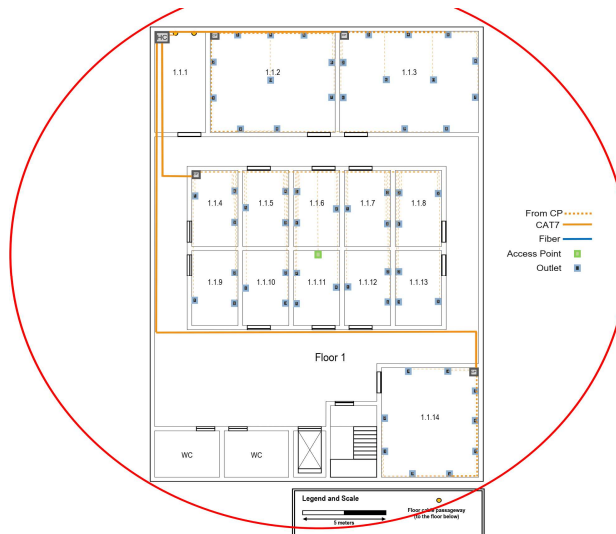 HC
1.1.1
1.1.2
1.1.3
1.1.4
1.1.5
1.1.6
1.1.7
1.1.8
From CP
CAT7
Fiber
Access Point
Outlet
1.1.9
1.1.10
1.1.11
1.1.12
1.1.13
Floor 1
1.1.14
WC
WC
Legend and Scale
5 meters
Floor cable passageway
(to the floor below)